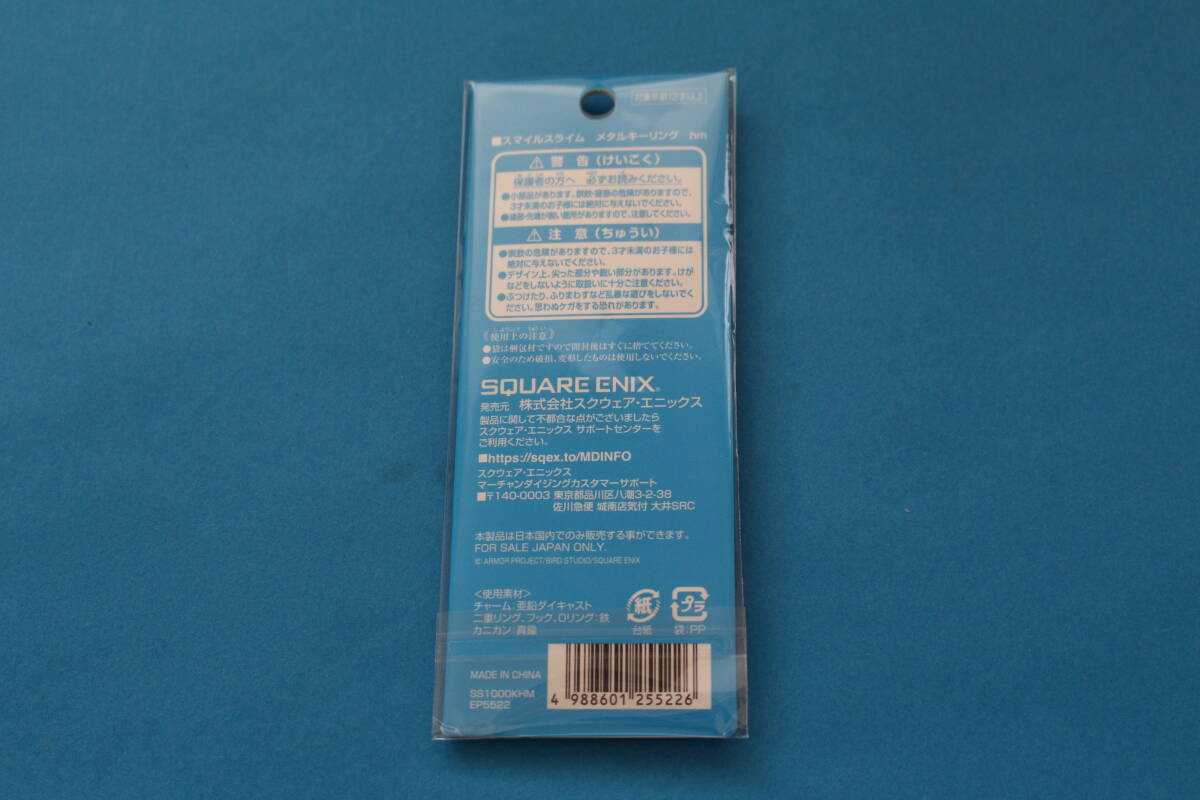 対象年齢12才以上
■スマイルスライム メタルキーリング hm
⚠ 警 告（けいこく）
保護者の方へ 必ずお読みください。
●小部品があります、誤飲・窒息の危険がありますので、
3才未満のお子様には絶対に与えないでください。
●縁部・先端が鋭い箇所がありますので、注意してください。
⚠ 注 意（ちゅうい）
●誤飲の危険がありますので、3才未満のお子様には
絶対に与えないでください。
●デザイン上、尖った部分や鋭い部分があります。けが
などをしないように取扱いに十分ご注意ください。
●ぶつけたり、ふりまわすなど乱暴な遊びをしないでく
ださい。思わぬケガをする恐れがあります。
《使用上の注意》
●袋は梱包材ですので開封後はすぐに捨ててください。
●安全のため破損、変形したものは使用しないでください。
SQUARE ENIX®
発売元 株式会社スクウェア・エニックス
製品に関して不都合な点がございましたら
スクウェア・エニックス サポートセンターを
ご利用ください。
■https://sqex.to/MDINFO
スクウェア・エニックス
マーチャンダイジングカスタマーサポート
■〒140-0003 東京都品川区八潮3-2-38
佐川急便 城南店気付 大井SRC
本製品は日本国内でのみ販売する事ができます。
FOR SALE JAPAN ONLY.
© ARMOR PROJECT/BIRD STUDIO/SQUARE ENIX
＜使用素材＞
チャーム：亜鉛ダイキャスト
二重リング、フック、Oリング：鉄
カニカン：真鍮
紙
台紙
プラ
袋：PP
MADE IN CHINA
SS1000KHM
EP5522
4 988601 255226